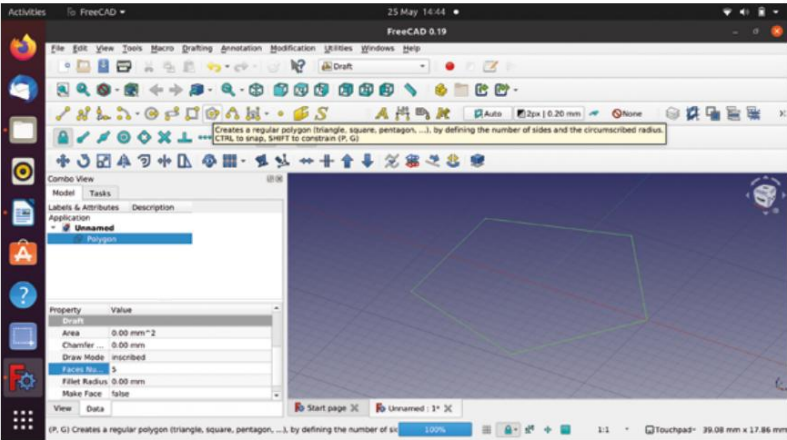 Activities FreeCAD 25 May 14:44
FreeCAD 0.19
File Edit View Tools Macro Drafting Annotation Modification Utilities Windows Help
Draft
Auto 2px | 0.20 mm None
Creates a regular polygon (triangle, square, pentagon, ...), by defining the number of sides and the circumscribed radius.
CTRL to snap, SHIFT to constrain (P, G)
Combo View
Model Tasks
Labels & Attributes Description
Application
Unnamed
Polygon
Property Value
Draft
Area 0.00 mm^2
Chamfer ... 0.00 mm
Draw Mode inscribed
Faces Nu... 5
Fillet Radius 0.00 mm
Make Face false
View Data
Start page Unnamed : 1*
(P, G) Creates a regular polygon (triangle, square, pentagon, ...), by defining the number of sid 100% 1:1 Touchpad 39.08 mm x 17.86 mm